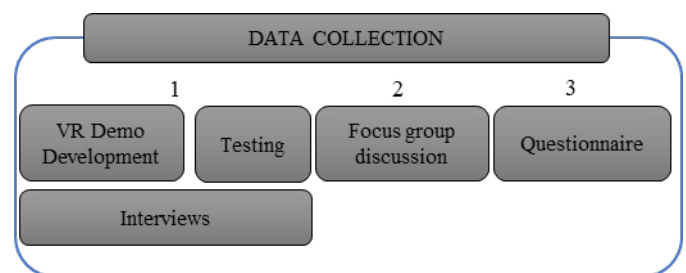 DATA COLLECTION
1 2 3
VR Demo
Development
Testing
Focus group
discussion
Questionnaire
Interviews